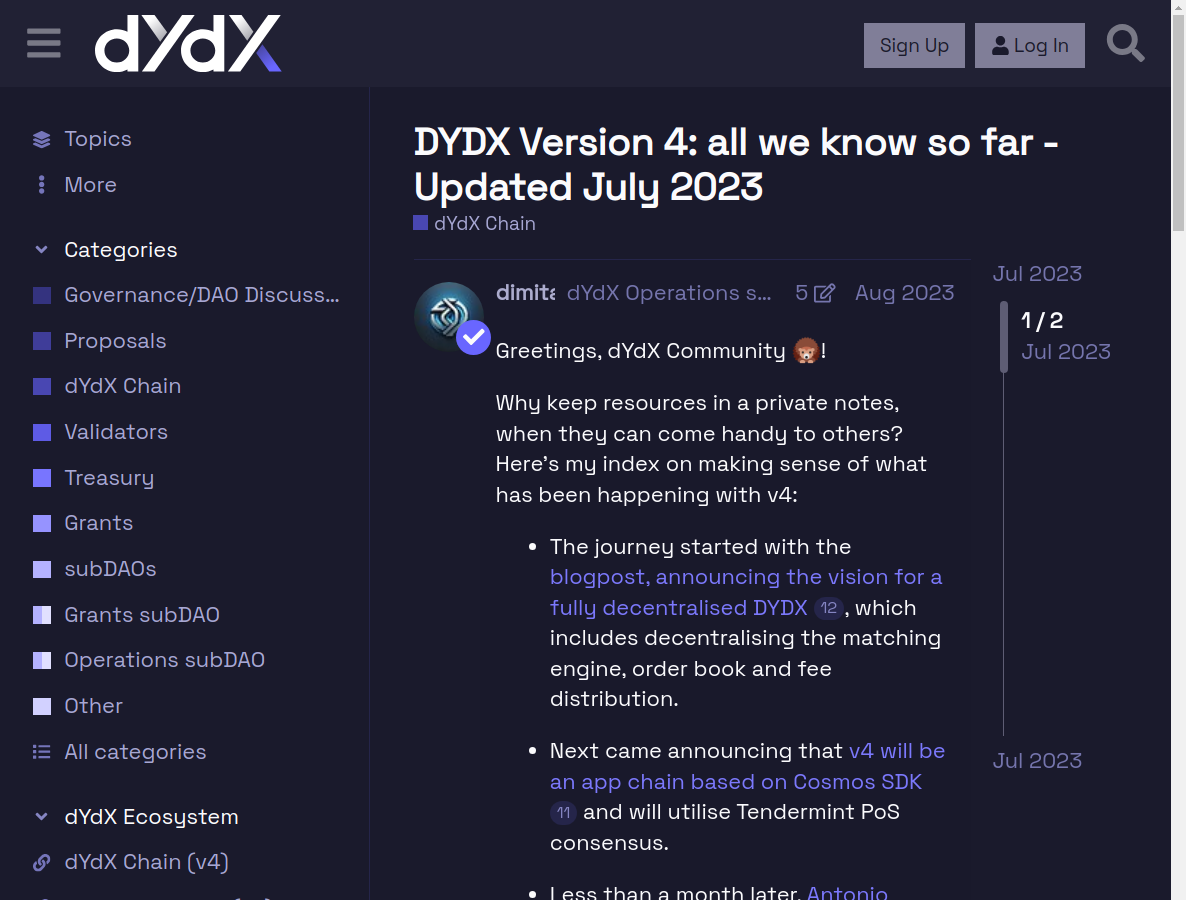 dYdX
Sign Up
Log In
Topics
More
Categories
Governance/DAO Discuss...
Proposals
dYdX Chain
Validators
Treasury
Grants
subDAOs
Grants subDAO
Operations subDAO
Other
All categories
dYdX Ecosystem
dYdX Chain (v4)
DYDX Version 4: all we know so far -
Updated July 2023
dYdX Chain
dimita dYdX Operations s... 5 Aug 2023
Greetings, dYdX Community !
Why keep resources in a private notes,
when they can come handy to others?
Here's my index on making sense of what
has been happening with v4:
• The journey started with the
blogpost, announcing the vision for a
fully decentralised DYDX 12, which
includes decentralising the matching
engine, order book and fee
distribution.
• Next came announcing that v4 will be
an app chain based on Cosmos SDK
11 and will utilise Tendermint PoS
consensus.
• Less than a month later, Antonio
Jul 2023
1 / 2
Jul 2023
Jul 2023